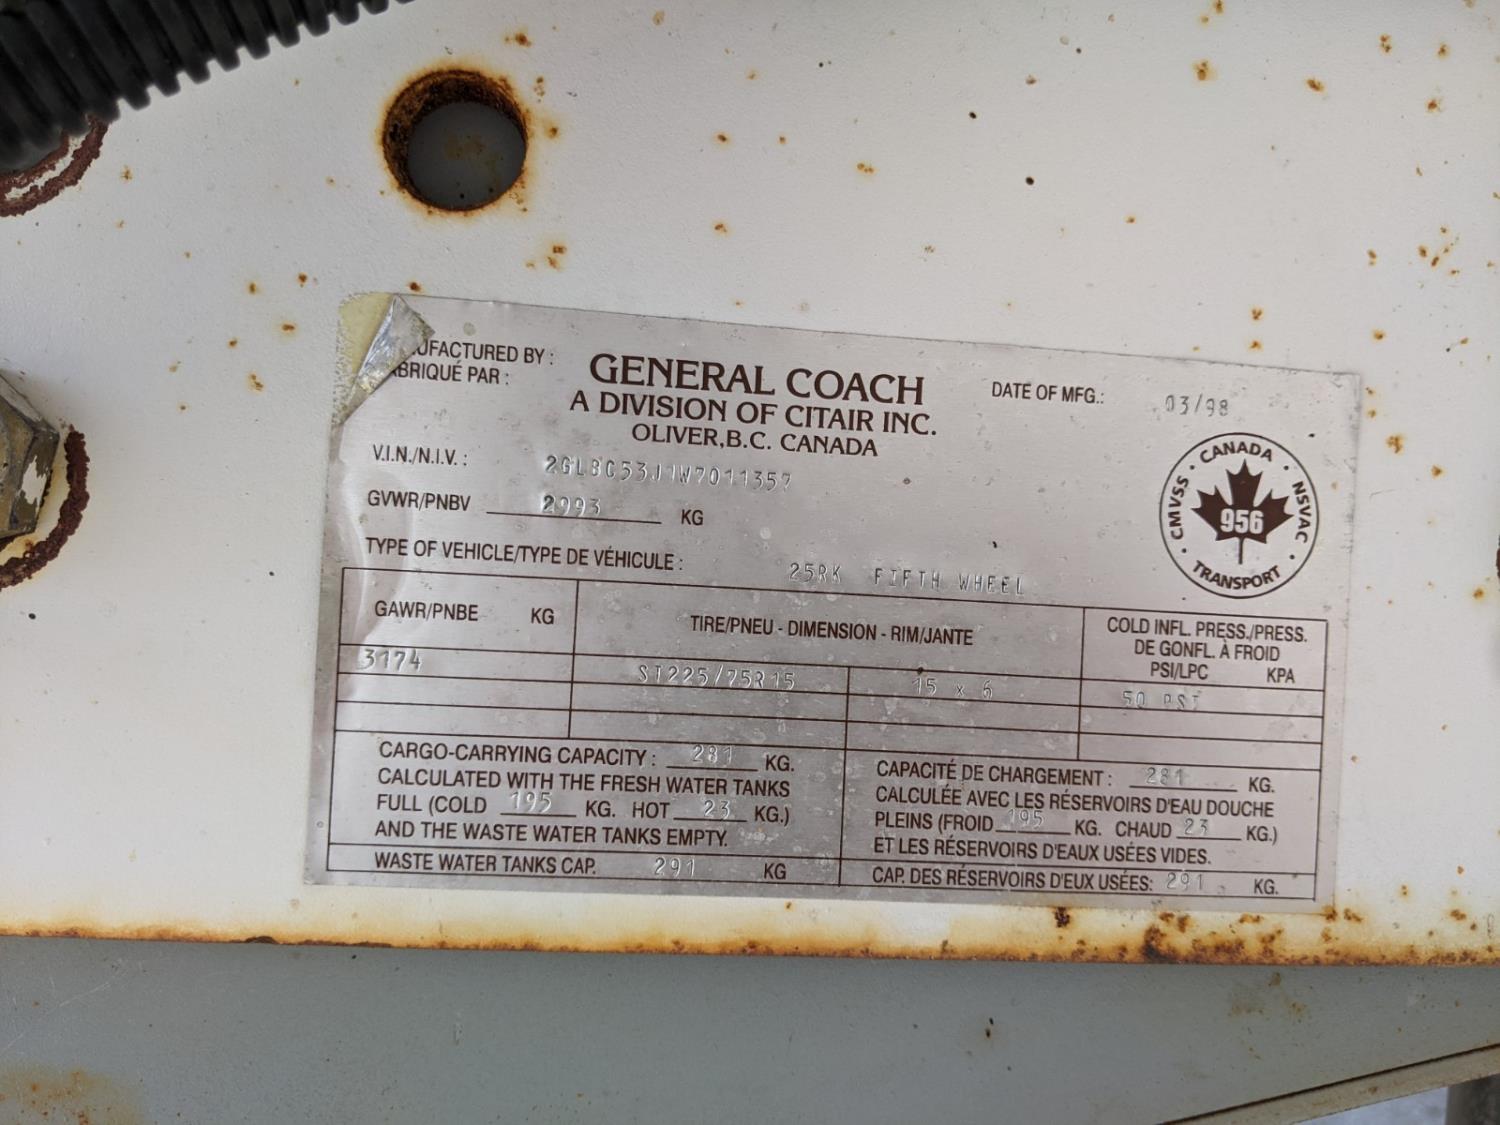 UFACTURED BY :
BRIQUÉ PAR :
GENERAL COACH
A DIVISION OF CITAIR INC.
OLIVER, B.C. CANADA
DATE OF MFG.: 03/98
V.I.N./N.I.V. :
GVWR/PNBV 2993 KG
CANADA
CMVSS
NSVAC
956
TRANSPORT
TYPE OF VEHICLE/TYPE DE VÉHICULE : 25RK FIFTH WHEEL
GAWR/PNBE KG
TIRE/PNEU - DIMENSION - RIM/JANTE
COLD INFL. PRESS./PRESS.
DE GONFL. À FROID
PSI/LPC KPA
3174 ST225/75R15 15 x 6 50 PSI
CARGO-CARRYING CAPACITY : 281 KG.
CALCULATED WITH THE FRESH WATER TANKS
FULL (COLD 195 KG. HOT 23 KG.)
AND THE WASTE WATER TANKS EMPTY.
WASTE WATER TANKS CAP. 291 KG
CAPACITÉ DE CHARGEMENT : 281 KG.
CALCULÉE AVEC LES RÉSERVOIRS D'EAU DOUCHE
PLEINS (FROID 195 KG. CHAUD 23 KG.)
ET LES RÉSERVOIRS D'EAUX USÉES VIDES.
CAP. DES RÉSERVOIRS D'EUX USÉES: 291 KG.